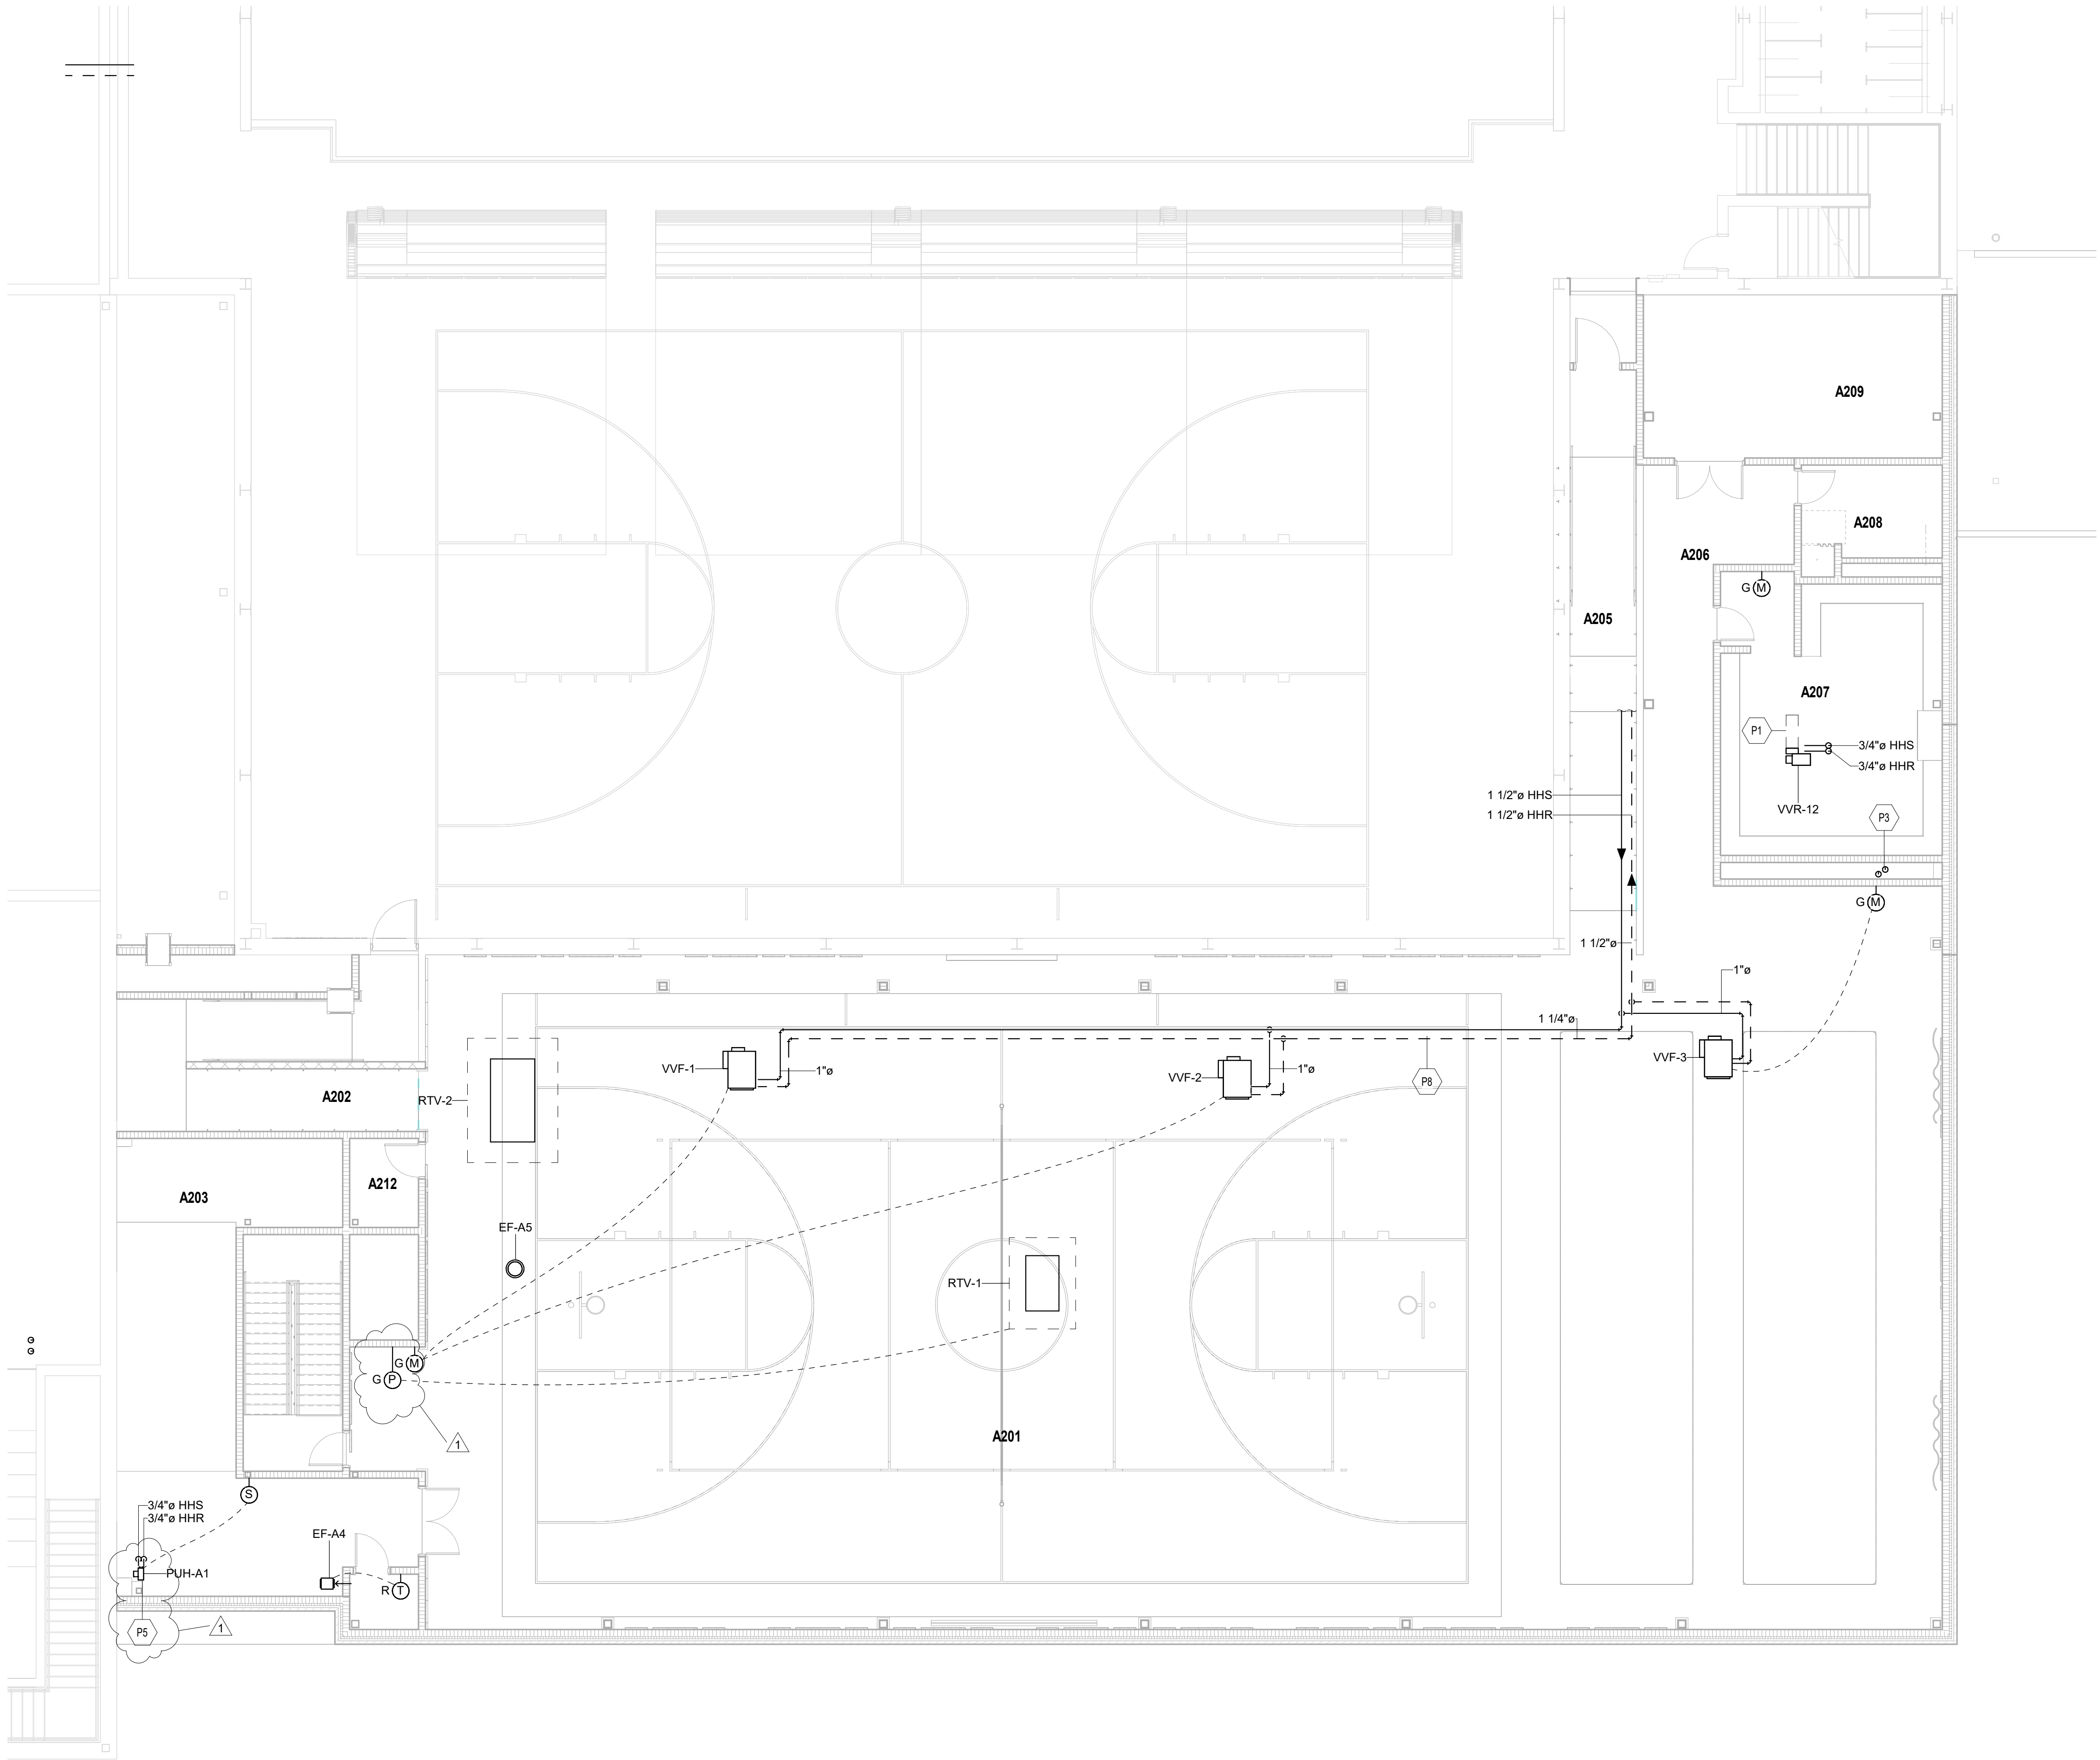 A209
A208
A206
G M
A205
A207
P1
3/4"ø HHS
3/4"ø HHR
VVR-12
1 1/2"ø HHS
1 1/2"ø HHR
P3
G M
1 1/2"ø
1"ø
1 1/4"ø
VVF-1
1"ø
VVF-2
1"ø
P8
VVF-3
A202
RTV-2
A203
A212
EF-A5
RTV-1
G M
G P
1
A201
S
3/4"ø HHS
3/4"ø HHR
EF-A4
PUH-A1
R T
P5
1